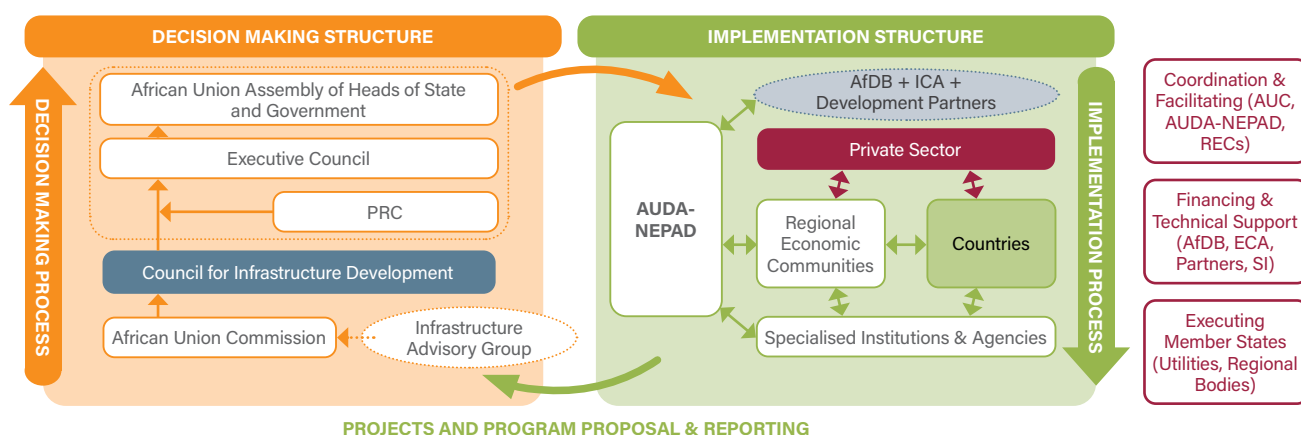 DECISION MAKING STRUCTURE
DECISION MAKING PROCESS
African Union Assembly of Heads of State
and Government
Executive Council
PRC
Council for Infrastructure Development
African Union Commission
Infrastructure
Advisory Group
IMPLEMENTATION STRUCTURE
AfDB + ICA +
Development Partners
Private Sector
AUDA-
NEPAD
Regional
Economic
Communities
Countries
Specialised Institutions & Agencies
IMPLEMENTATION PROCESS
Coordination &
Facilitating (AUC,
AUDA-NEPAD,
RECs)
Financing &
Technical Support
(AfDB, ECA,
Partners, SI)
Executing
Member States
(Utilities, Regional
Bodies)
PROJECTS AND PROGRAM PROPOSAL & REPORTING